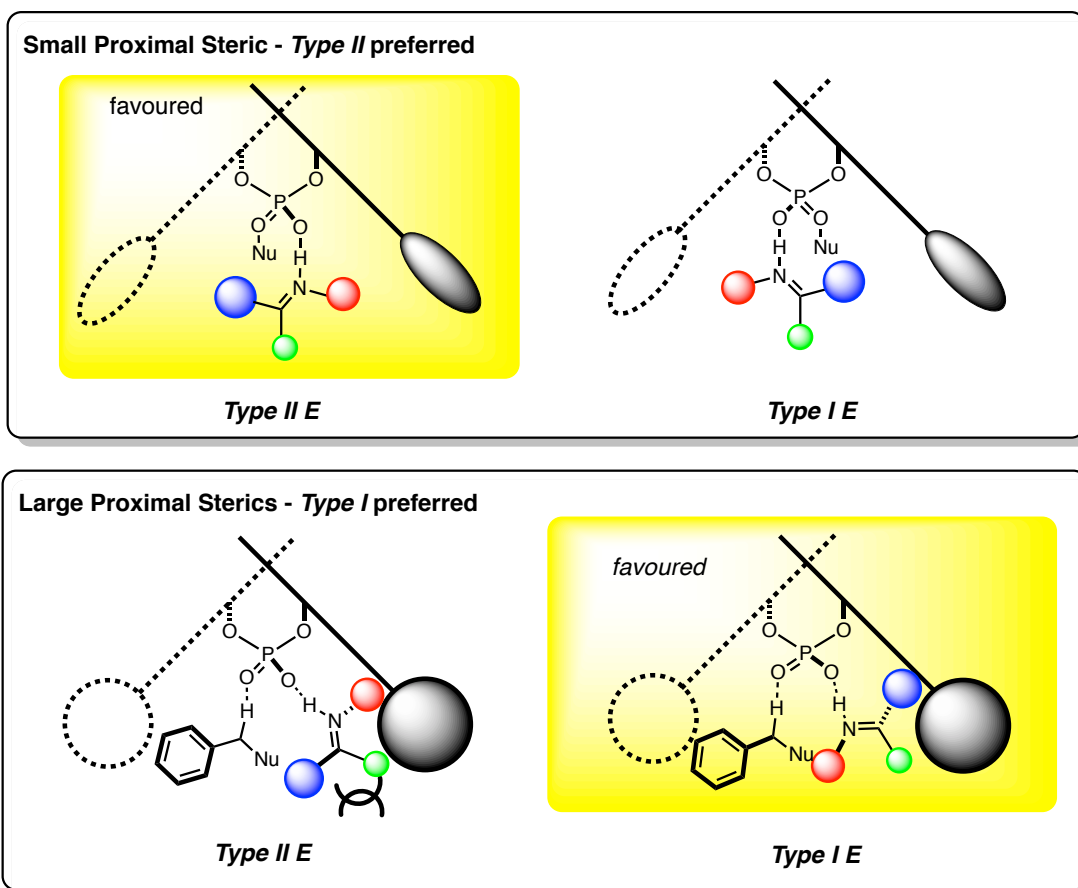 Small Proximal Steric - Type II preferred
favoured
O O
O O
P
P
O O
O O
Nu
H
H
Nu
N
N
Type II E
Type I E
Large Proximal Sterics - Type I preferred
favoured
O O
O O
P
P
O O
O O
H H
H H
N
N
Nu
Nu
Type II E
Type I E